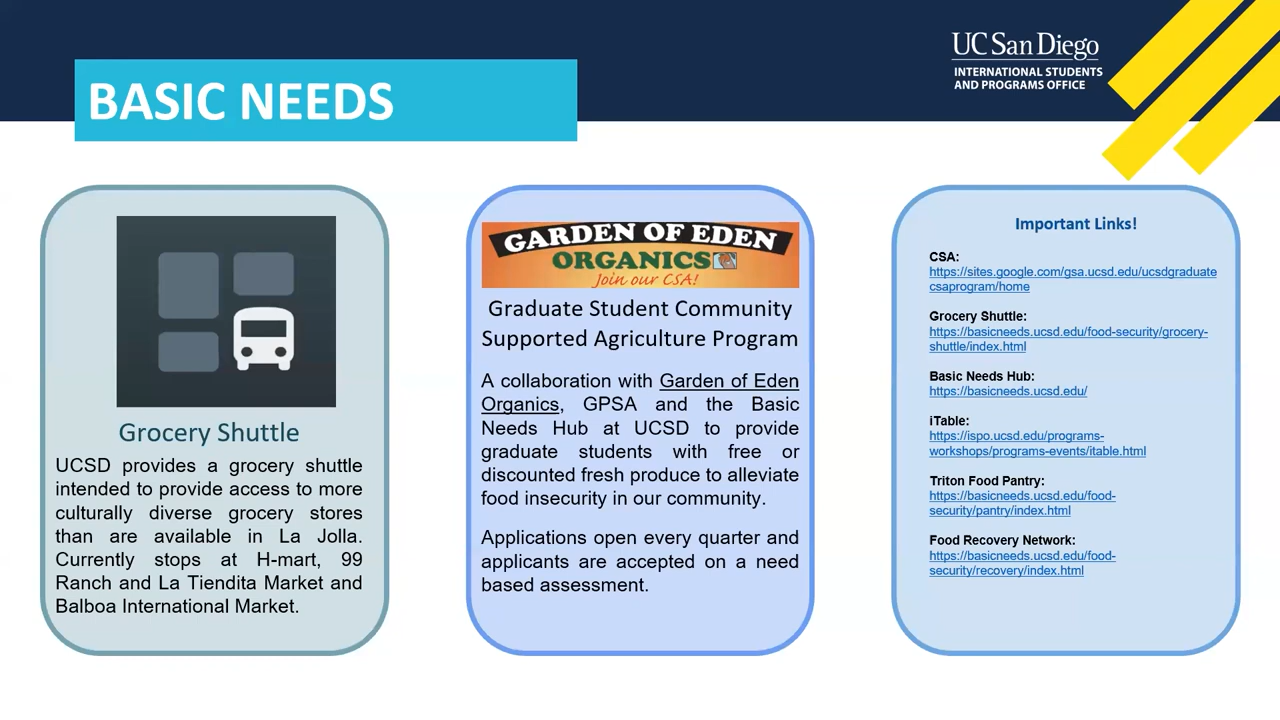 UC San Diego
INTERNATIONAL STUDENTS
AND PROGRAMS OFFICE
BASIC NEEDS
Grocery Shuttle
UCSD provides a grocery shuttle
intended to provide access to more
culturally diverse grocery stores
than are available in La Jolla.
Currently stops at H-mart, 99
Ranch and La Tiendita Market and
Balboa International Market.
GARDEN OF EDEN
ORGANICS
Join our CSA!
Graduate Student Community
Supported Agriculture Program
A collaboration with Garden of Eden
Organics, GPSA and the Basic
Needs Hub at UCSD to provide
graduate students with free or
discounted fresh produce to alleviate
food insecurity in our community.
Applications open every quarter and
applicants are accepted on a need
based assessment.
Important Links!
CSA:
https://sites.google.com/gsa.ucsd.edu/ucsdgraduate
csaprogram/home
Grocery Shuttle:
https://basicneeds.ucsd.edu/food-security/grocery-
shuttle/index.html
Basic Needs Hub:
https://basicneeds.ucsd.edu/
iTable:
https://ispo.ucsd.edu/programs-
workshops/programs-events/itable.html
Triton Food Pantry:
https://basicneeds.ucsd.edu/food-
security/pantry/index.html
Food Recovery Network:
https://basicneeds.ucsd.edu/food-
security/recovery/index.html